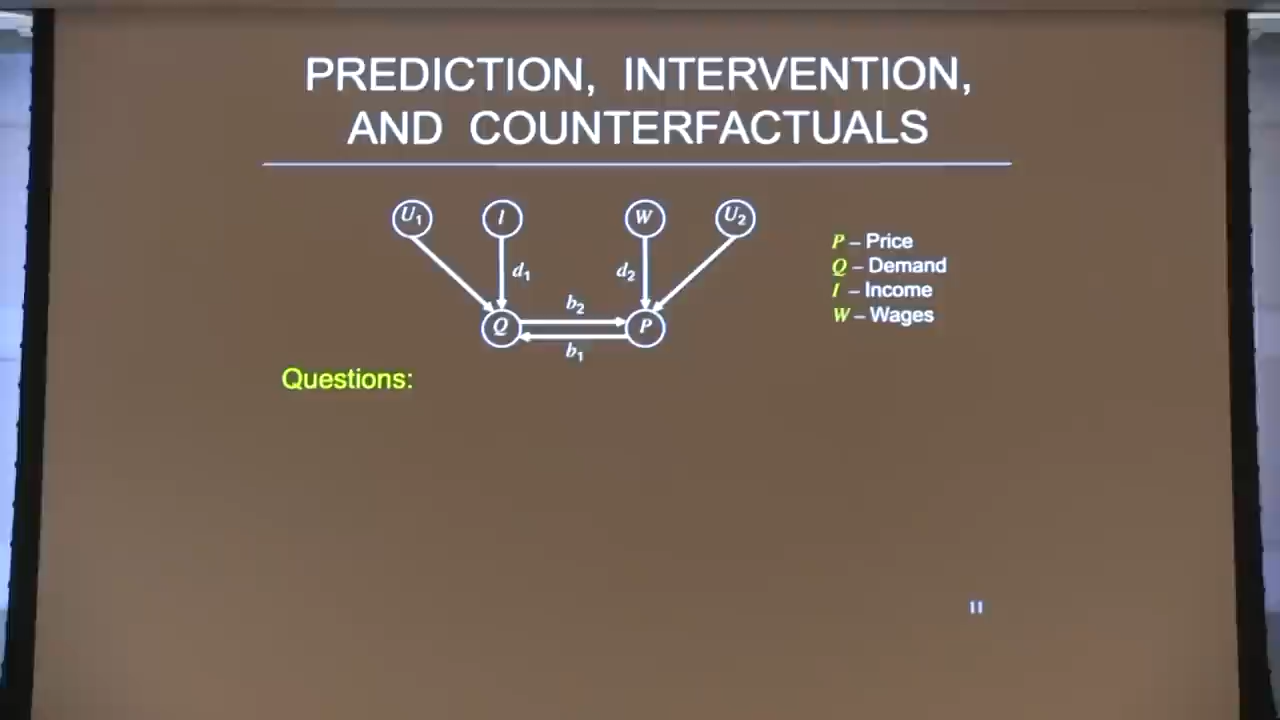 PREDICTION, INTERVENTION,
AND COUNTERFACTUALS
U₁ I W U₂
P – Price
Q – Demand
I – Income
W – Wages
d₁ d₂
b₂
Q P
b₁
Questions:
11